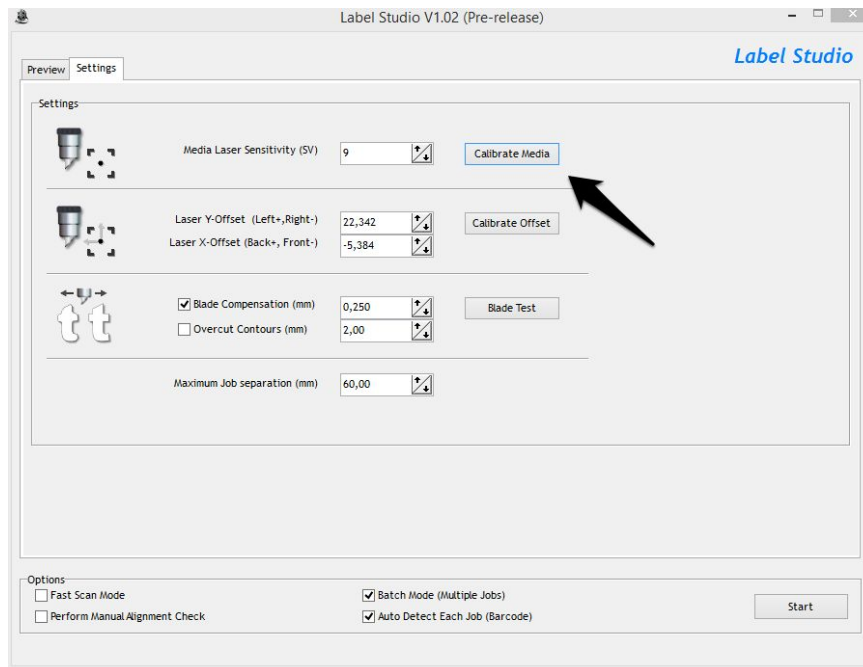 Label Studio V1.02 (Pre-release)
Label Studio
Preview Settings
Settings
Media Laser Sensitivity (SV) 9 Calibrate Media
Laser Y-Offset (Left+,Right-) 22,342 Calibrate Offset
Laser X-Offset (Back+, Front-) -5,384
Blade Compensation (mm) 0,250 Blade Test
tt
Overcut Contours (mm) 2,00
Maximum Job separation (mm) 60,00
Options
Fast Scan Mode Batch Mode (Multiple Jobs)
Perform Manual Alignment Check Auto Detect Each Job (Barcode) Start